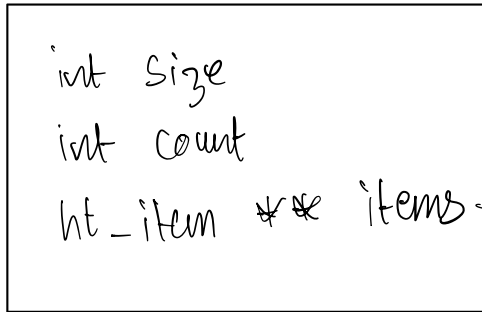 int size
int count
ht_item ** items.